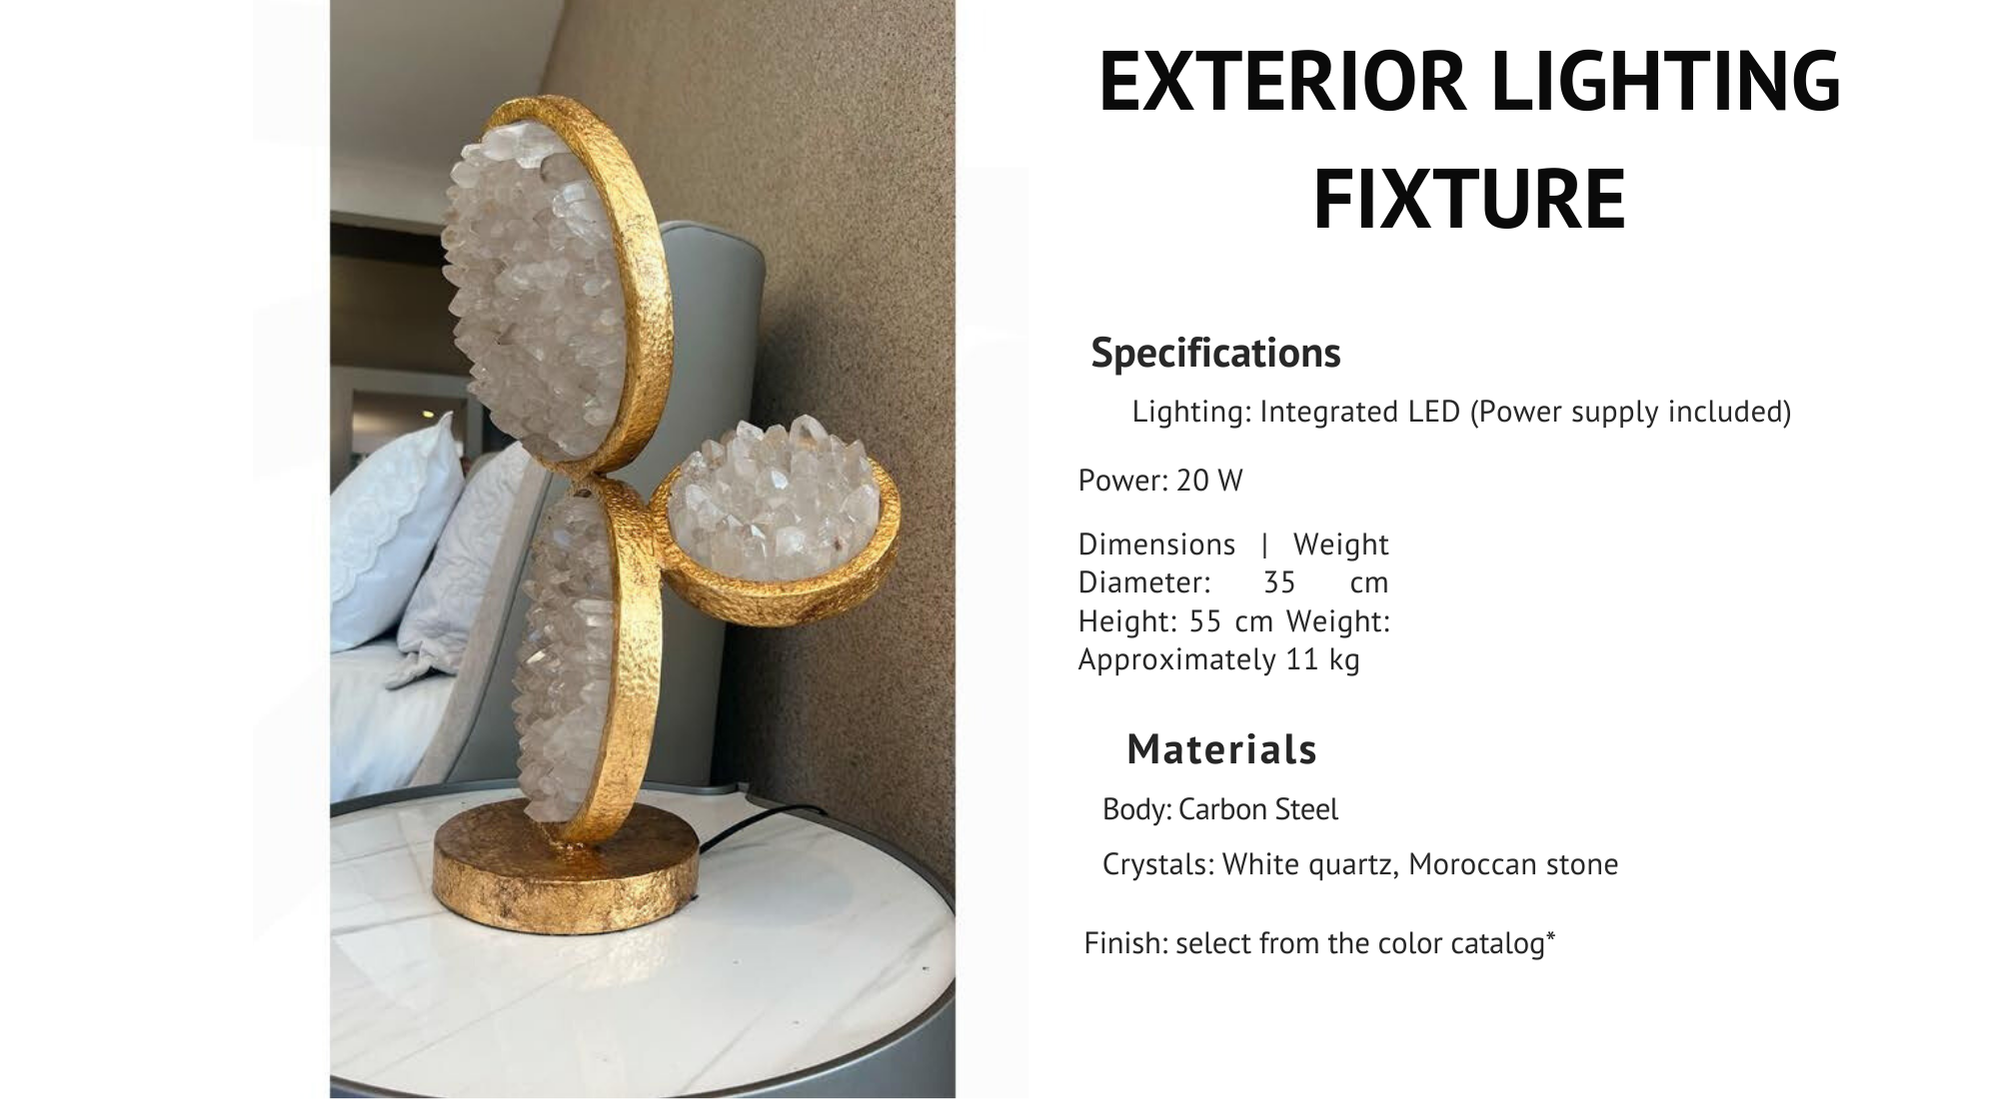 EXTERIOR LIGHTING
FIXTURE
Specifications
Lighting: Integrated LED (Power supply included)
Power: 20 W
Dimensions | Weight
Diameter: 35 cm
Height: 55 cm Weight:
Approximately 11 kg
Materials
Body: Carbon Steel
Crystals: White quartz, Moroccan stone
Finish: select from the color catalog*